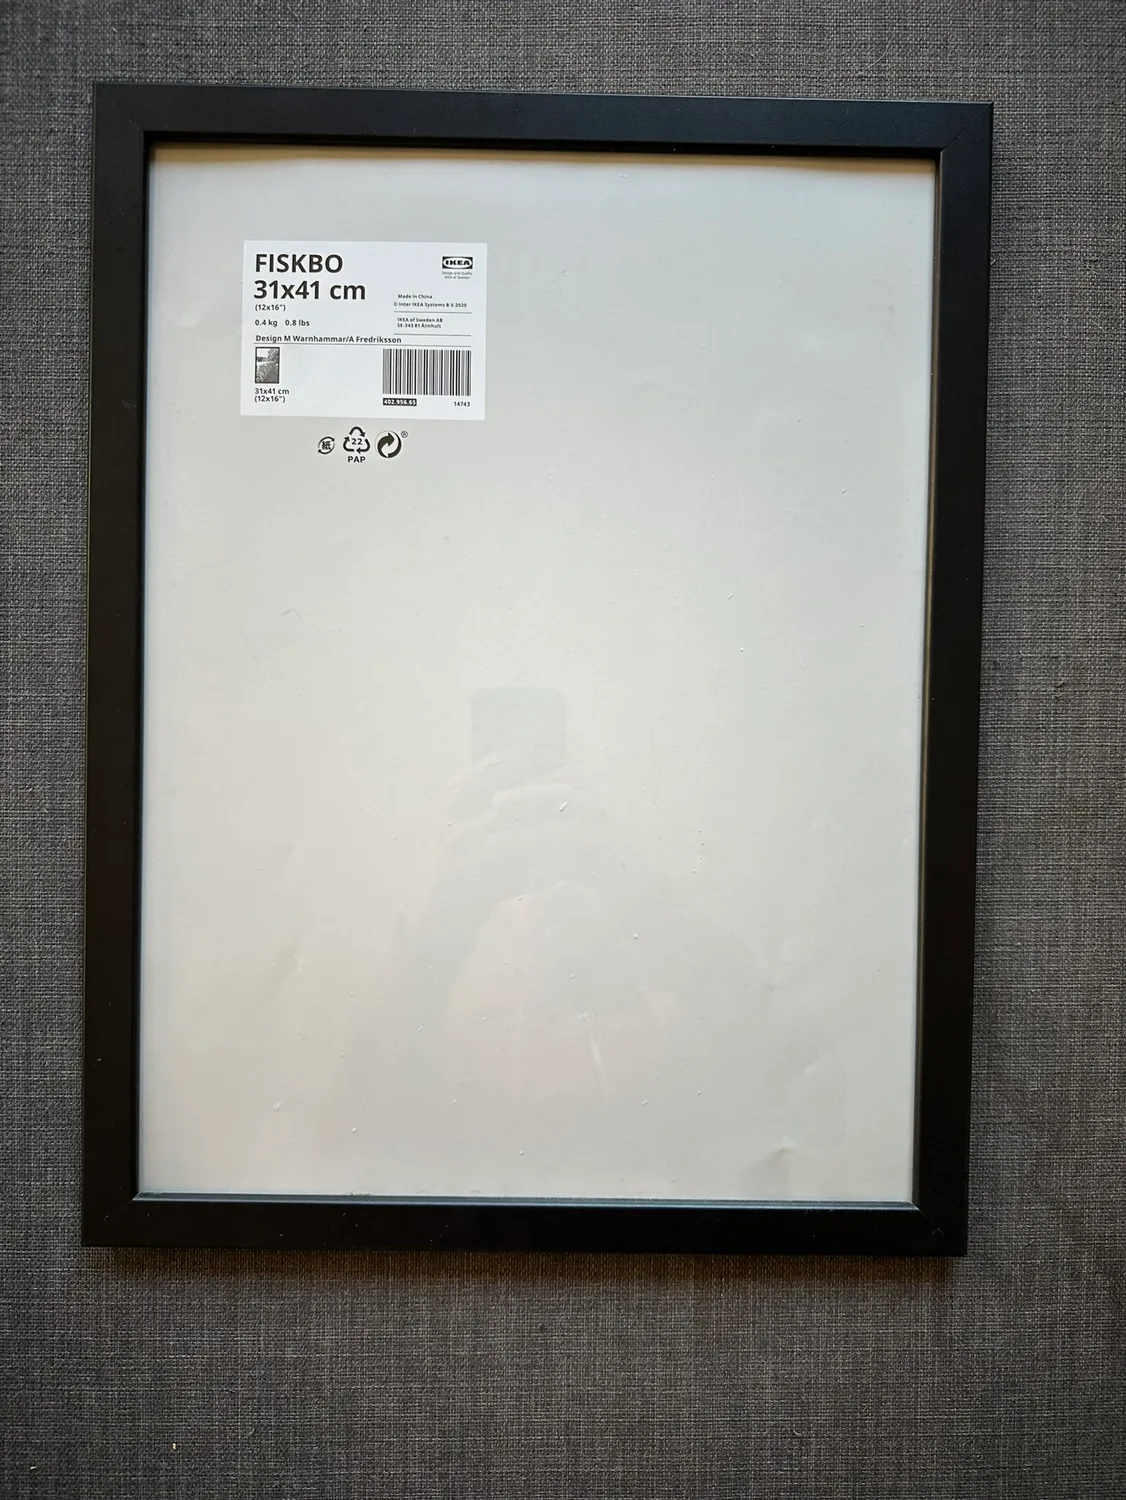 FISKBO
31x41 cm
(12x16")
0.4 kg 0.8 lbs
Design M Warnhammar/A Fredriksson
IKEA
Design and Quality
IKEA of Sweden
Made in China
© Inter IKEA Systems B.V. 2020
IKEA of Sweden AB
SE-343 81 Älmhult
31x41 cm
(12x16")
402.956.65
14743
紙
22
PAP
®